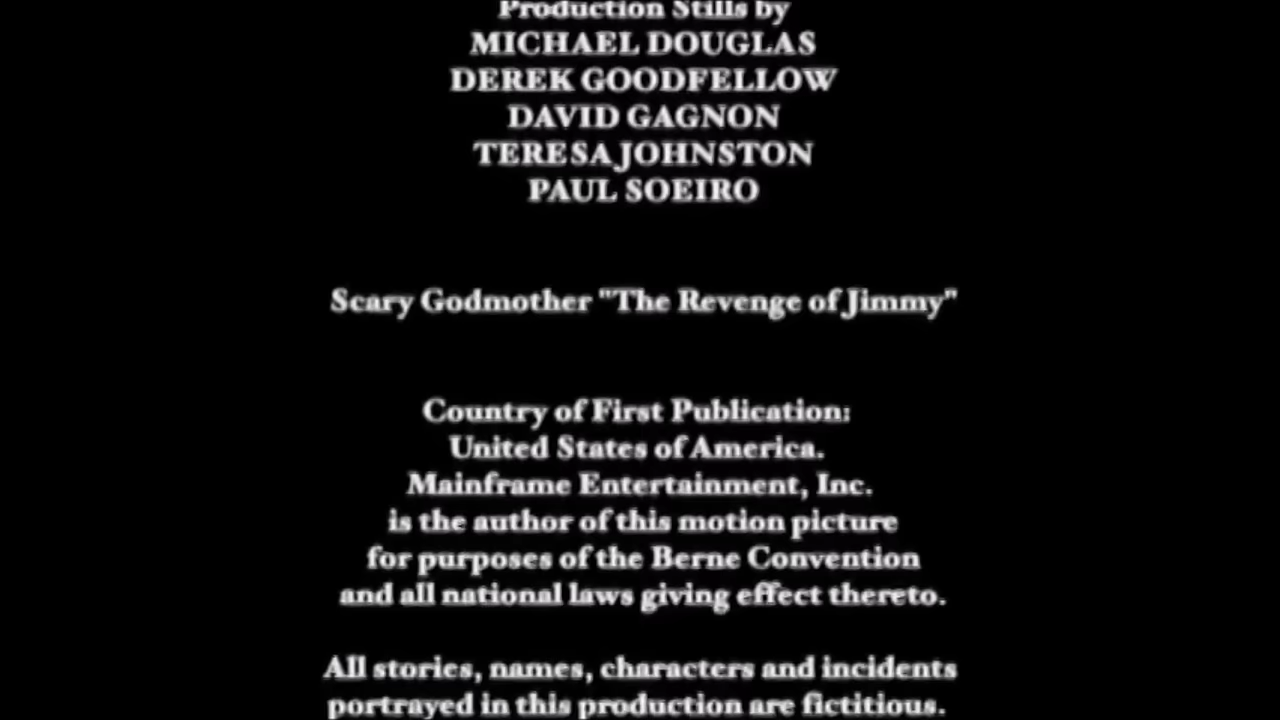 Production Stills by
MICHAEL DOUGLAS
DEREK GOODFELLOW
DAVID GAGNON
TERESA JOHNSTON
PAUL SOEIRO
Scary Godmother "The Revenge of Jimmy"
Country of First Publication:
United States of America.
Mainframe Entertainment, Inc.
is the author of this motion picture
for purposes of the Berne Convention
and all national laws giving effect thereto.
All stories, names, characters and incidents
portrayed in this production are fictitious.